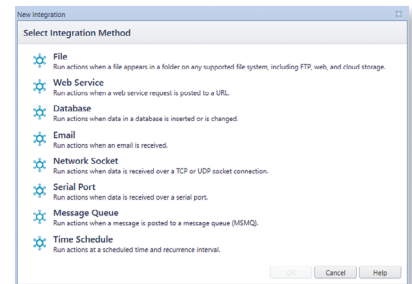 New Integration
Select Integration Method
File
Run actions when a file appears in a folder on any supported file system, including FTP, web, and cloud storage.
Web Service
Run actions when a web service request is posted to a URL.
Database
Run actions when data in a database is inserted or is changed.
Email
Run actions when an email is received.
Network Socket
Run actions when data is received over a TCP or UDP socket connection.
Serial Port
Run actions when data is received over a serial port.
Message Queue
Run actions when a message is posted to a message queue (MSMQ).
Time Schedule
Run actions at a scheduled time and recurrence interval.
OK Cancel Help